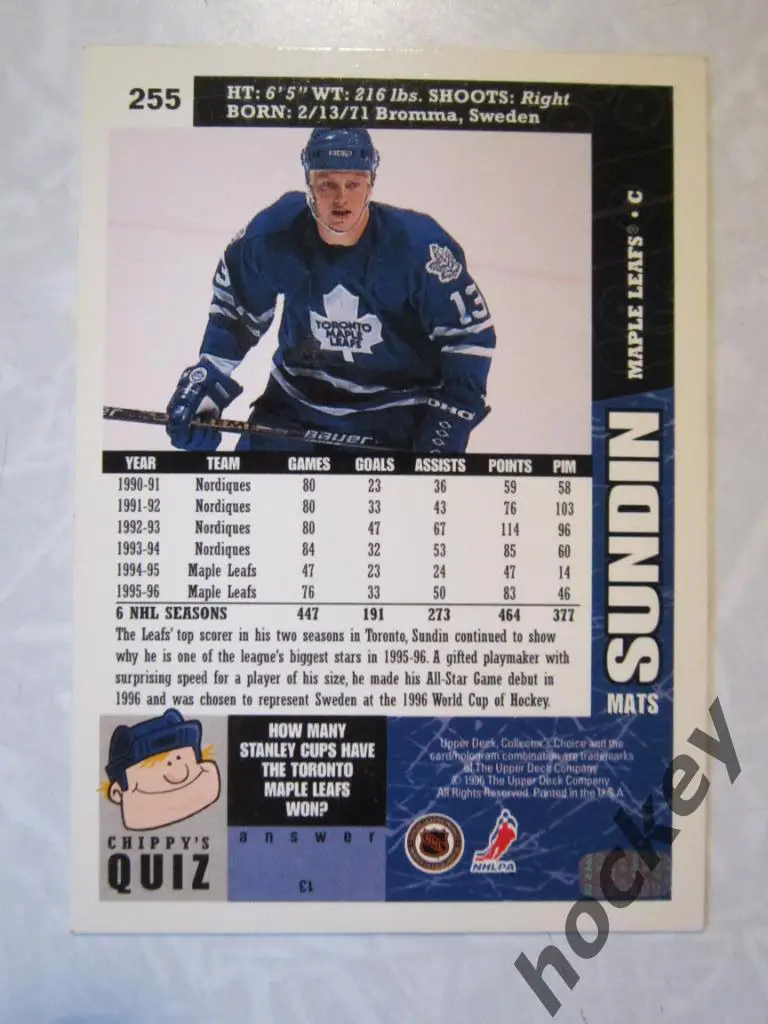 255
HT: 6'5" WT: 216 lbs. SHOOTS: Right
BORN: 2/13/71 Bromma, Sweden
MAPLE LEAFS® • C
SUNDIN
MATS
13
13
TORONTO
MAPLE
LEAFS
BAUER
YEAR TEAM GAMES GOALS ASSISTS POINTS PIM
1990-91 Nordiques 80 23 36 59 58
1991-92 Nordiques 80 33 43 76 103
1992-93 Nordiques 80 47 67 114 96
1993-94 Nordiques 84 32 53 85 60
1994-95 Maple Leafs 47 23 24 47 14
1995-96 Maple Leafs 76 33 50 83 46
6 NHL SEASONS 447 191 273 464 377
The Leafs' top scorer in his two seasons in Toronto, Sundin continued to show
why he is one of the league's biggest stars in 1995-96. A gifted playmaker with
surprising speed for a player of his size, he made his All-Star Game debut in
1996 and was chosen to represent Sweden at the 1996 World Cup of Hockey.
CHIPPY'S
QUIZ
HOW MANY
STANLEY CUPS HAVE
THE TORONTO
MAPLE LEAFS
WON?
answer
13
Upper Deck, Collector's Choice and the
card/hologram combination are trademarks
of The Upper Deck Company
© 1996 The Upper Deck Company
All Rights Reserved. Printed in the U.S.A
NHLPA
hockey